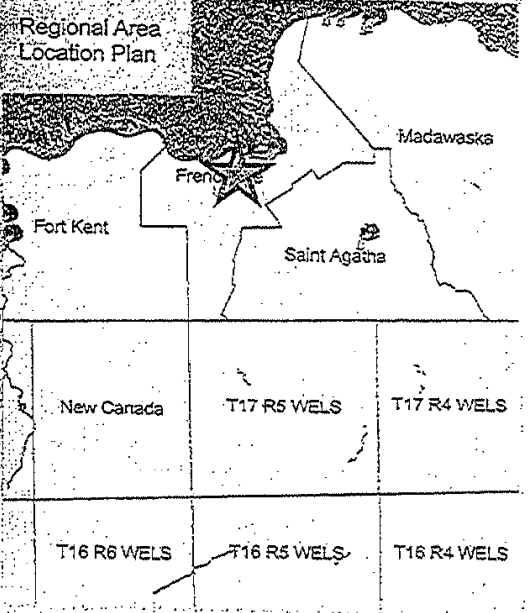 Regional Area
Location Plan
Madawaska
Fort Kent
Saint Agatha
New Canada
T17 R5 WELS
T17 R4 WELS
T16 R6 WELS
T16 R5 WELS
T16 R4 WELS